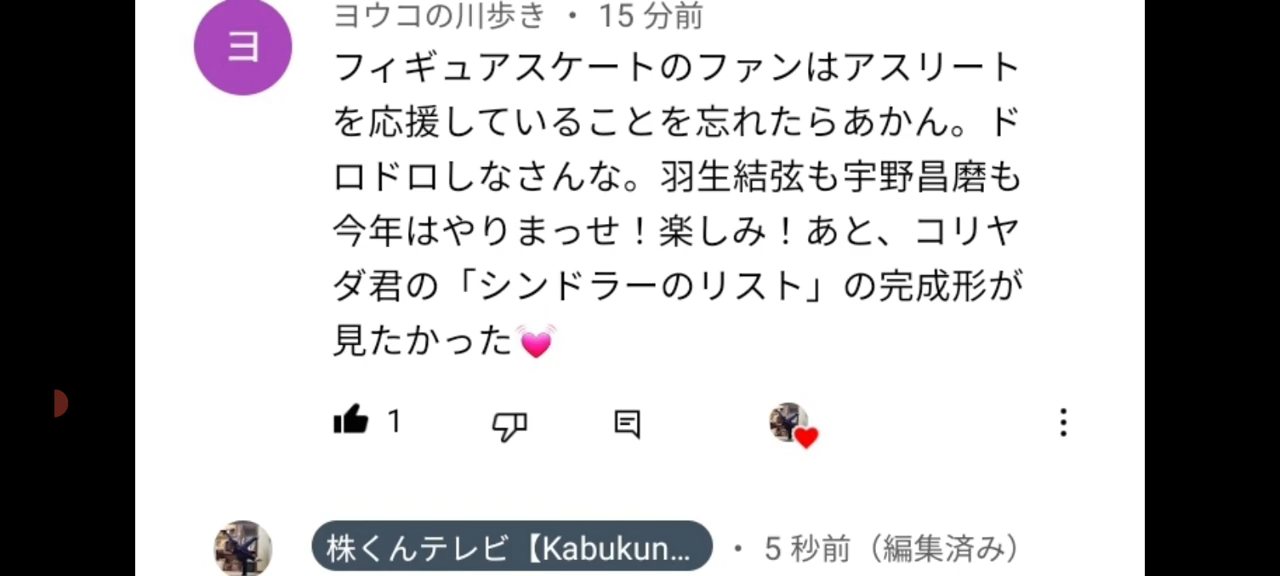 ヨ
ヨウコの川歩き ・ 15 分前
フィギュアスケートのファンはアスリート
を応援していることを忘れたらあかん。ド
ロドロしなさんな。羽生結弦も宇野昌磨も
今年はやりまっせ！楽しみ！あと、コリヤ
ダ君の「シンドラーのリスト」の完成形が
見たかった💓
1
株くんテレビ【Kabukun… ・ 5 秒前（編集済み）